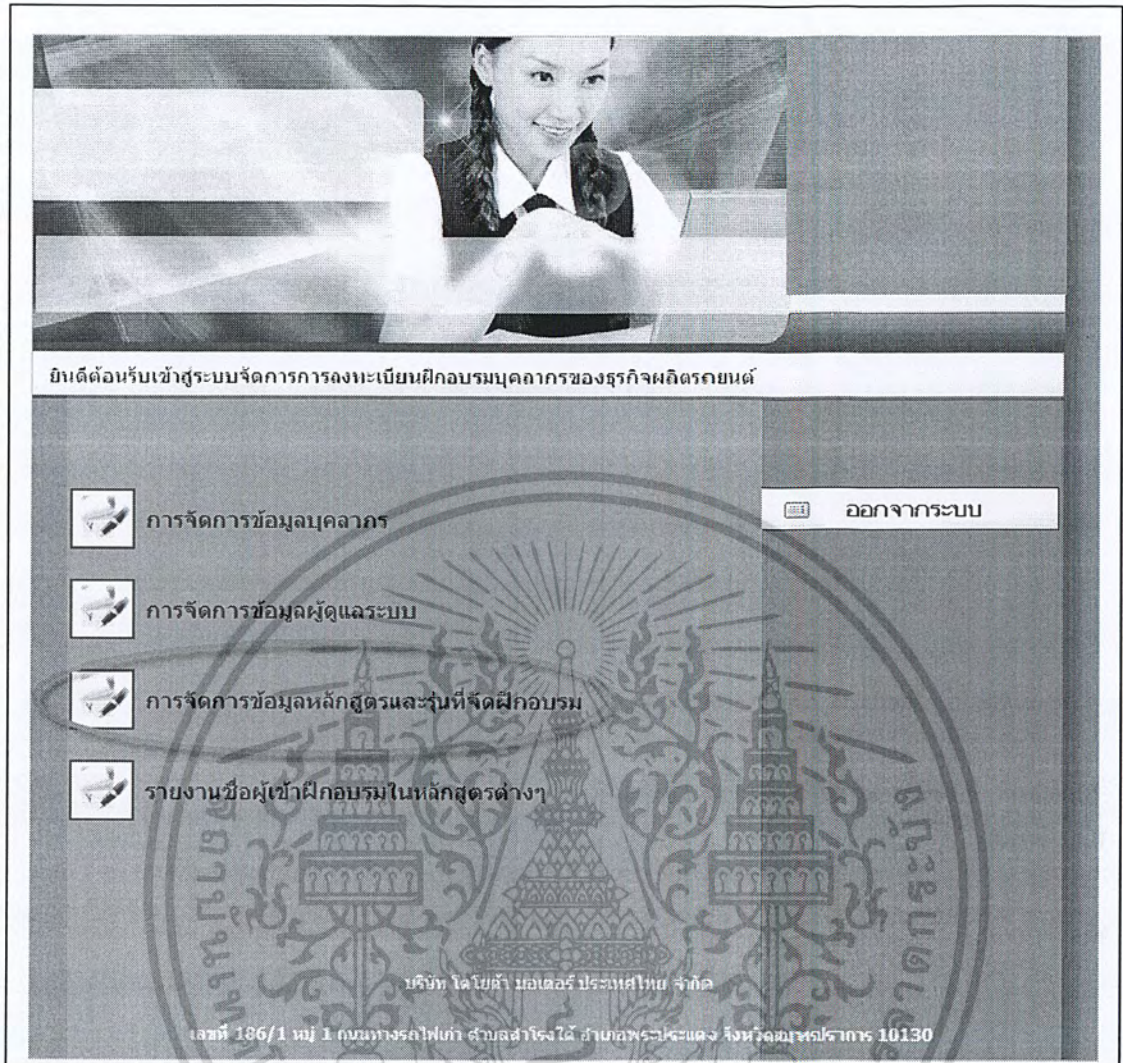 ยินดีต้อนรับเข้าสู่ระบบจัดการการลงทะเบียนฝึกอบรมบุคลากรของธุรกิจผลิตรถยนต์
การจัดการข้อมูลบุคลากร
ออกจากระบบ
การจัดการข้อมูลผู้ดูแลระบบ
การจัดการข้อมูลหลักสูตรและรุ่นที่จัดฝึกอบรม
รายงานชื่อผู้เข้าฝึกอบรมในหลักสูตรต่างๆ
บริษัท โตโยต้า มอเตอร์ ประเทศไทย จำกัด
เลขที่ 186/1 หมู่ 1 ถนนทางรถไฟเก่า ตำบลสำโรงใต้ อำเภอพระประแดง จังหวัดสมุทรปราการ 10130